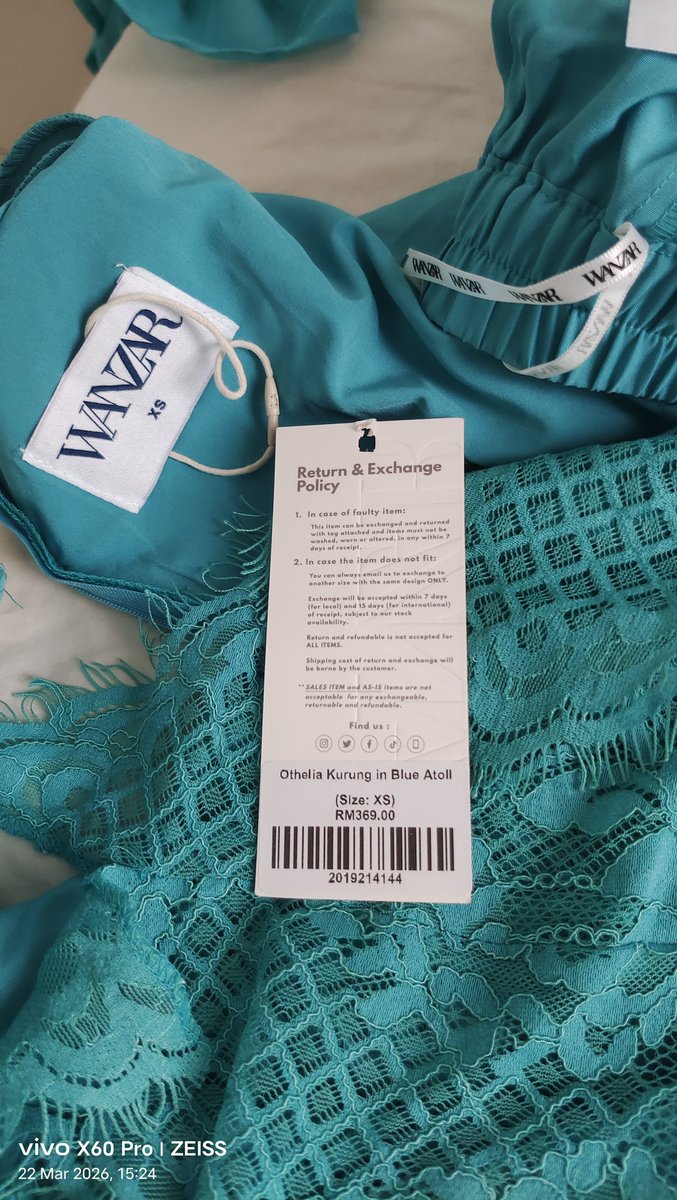 WANZAR
XS
WANZAR WANZAR WANZAR WANZAR
Return & Exchange
Policy
1. In case of faulty item:
This item can be exchanged and returned
with tag attached and items must not be
washed, worn or altered, in any within 7
days of receipt.
2. In case the item does not fit:
You can always email us to exchange to
another size with the same design ONLY.
Exchange will be accepted within 7 days
(for local) and 15 days (for international)
of receipt, subject to our stock
availability.
Return and refundable is not accepted for
ALL ITEMS.
Shipping cost of return and exchange will
be borne by the customer.
**SALES ITEM and AS-IS items are not
acceptable for any exchangeable,
returnable and refundable.
Find us :
Othelia Kurung in Blue Atoll
(Size: XS)
RM369.00
2019214144
vivo X60 Pro | ZEISS
22 Mar 2026, 15:24